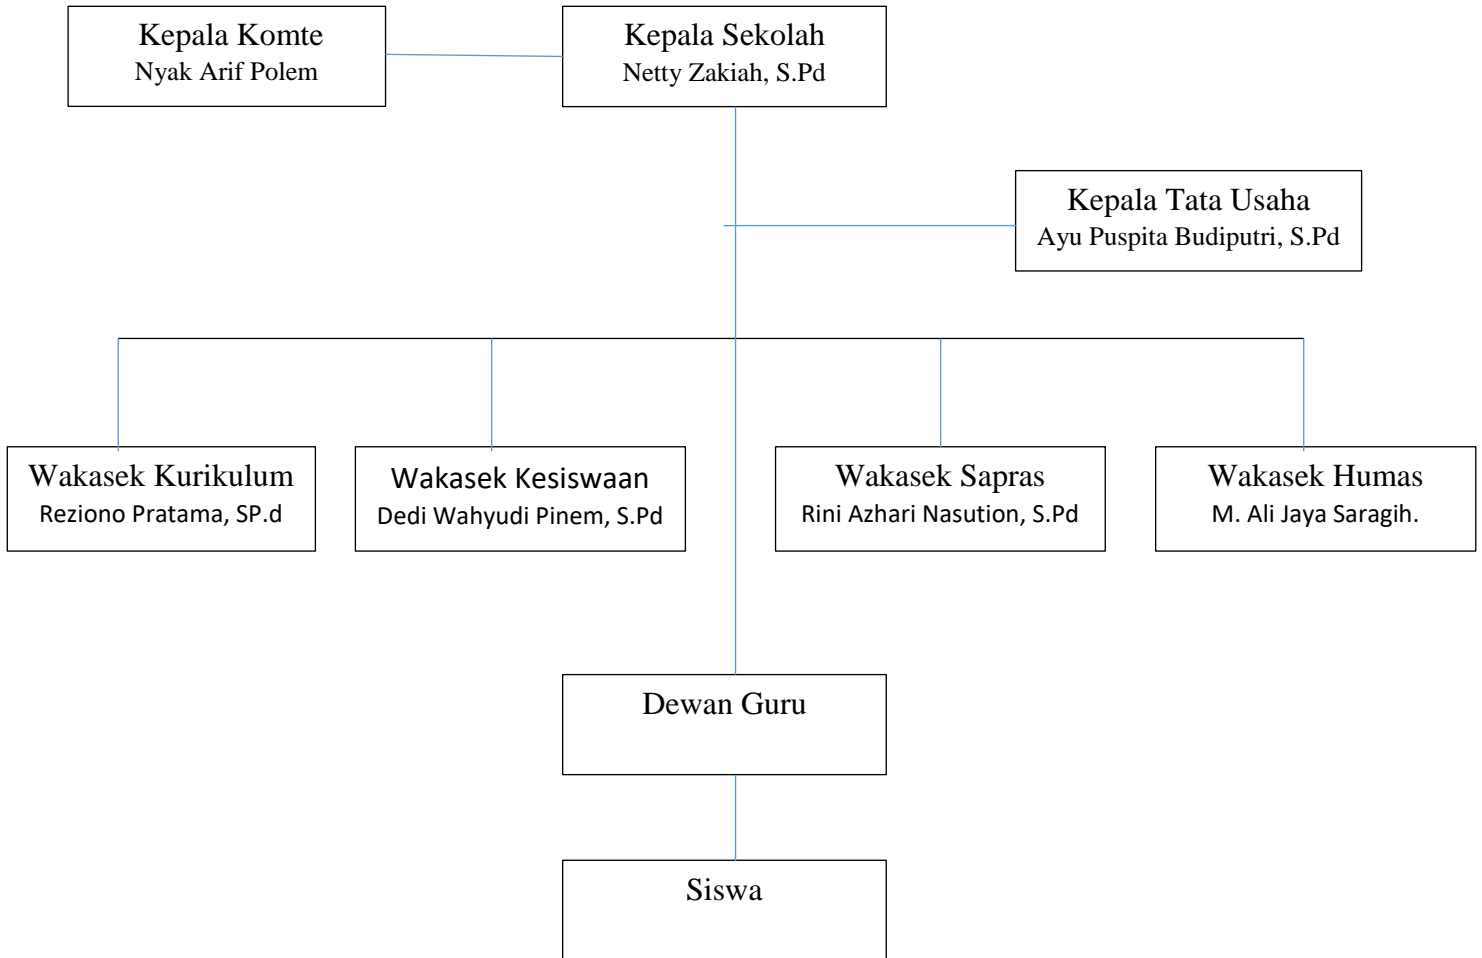 Kepala Komte
Nyak Arif Polem
Kepala Sekolah
Netty Zakiah, S.Pd
Kepala Tata Usaha
Ayu Puspita Budiputri, S.Pd
Wakasek Kurikulum
Reziono Pratama, SP.d
Wakasek Kesiswaan
Dedi Wahyudi Pinem, S.Pd
Wakasek Sapras
Rini Azhari Nasution, S.Pd
Wakasek Humas
M. Ali Jaya Saragih.
Dewan Guru
Siswa